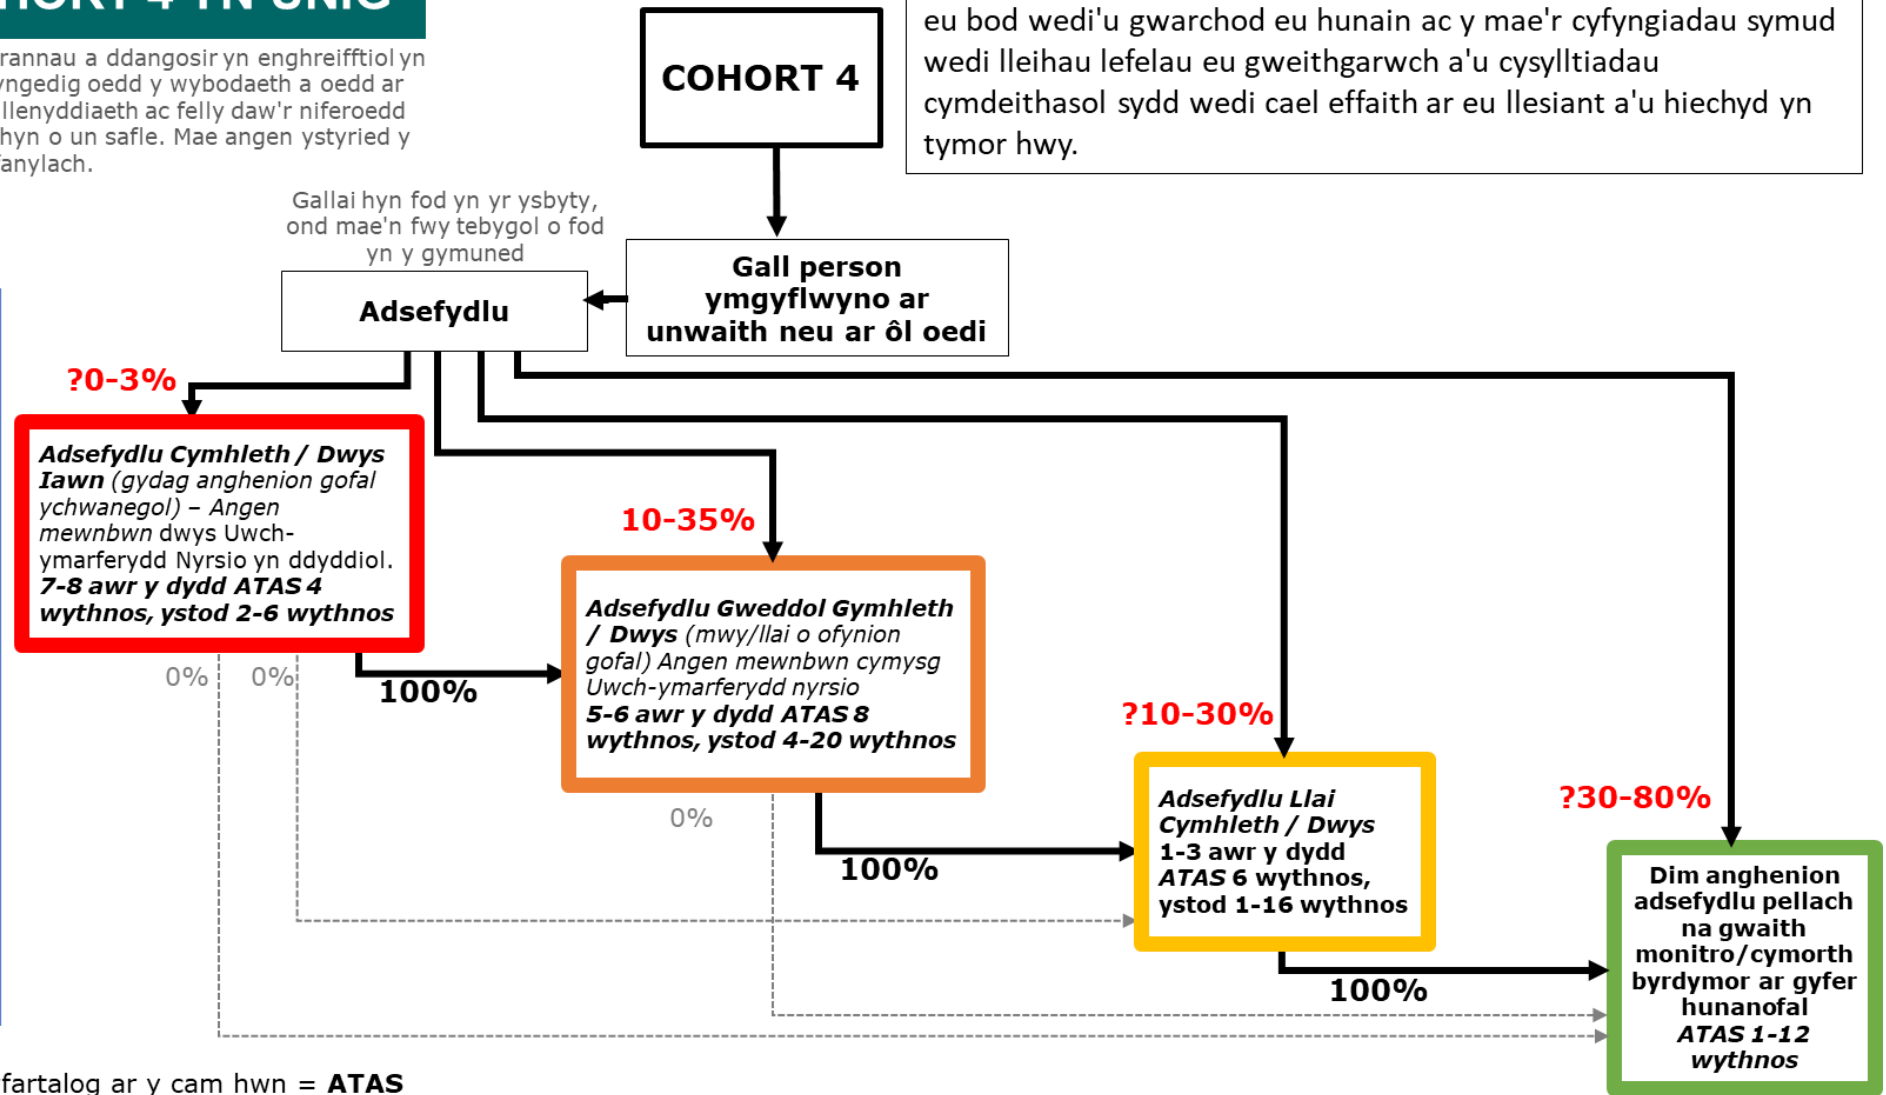 HORT 4 YN UNIG
rannau a ddangosir yn enghreifftiol yn
yngedig oedd y wybodaeth a oedd ar
llenyddiaeth ac felly daw'r niferoedd
hyn o un safle. Mae angen ystyried y
anylach.
COHORT 4
eu bod wedi'u gwarchod eu hunain ac y mae'r cyfyngiadau symud
wedi lleihau lefelau eu gweithgarwch a'u cysylltiadau
cymdeithasol sydd wedi cael effaith ar eu llesiant a'u hiechyd yn
tymor hwy.
Gallai hyn fod yn yr ysbyty,
ond mae'n fwy tebygol o fod
yn y gymuned
Adsefydlu
Gall person
ymgyflwyno ar
unwaith neu ar ôl oedi
?0-3%
Adsefydlu Cymhleth / Dwys
Iawn (gydag anghenion gofal
ychwanegol) – Angen
mewnbwn dwys Uwch-
ymarferydd Nyrsio yn ddyddiol.
7-8 awr y dydd ATAS 4
wythnos, ystod 2-6 wythnos
0%
0%
100%
10-35%
Adsefydlu Gweddol Gymhleth
/ Dwys (mwy/llai o ofynion
gofal) Angen mewnbwn cymysg
Uwch-ymarferydd nyrsio
5-6 awr y dydd ATAS 8
wythnos, ystod 4-20 wythnos
0%
100%
?10-30%
Adsefydlu Llai
Cymhleth / Dwys
1-3 awr y dydd
ATAS 6 wythnos,
ystod 1-16 wythnos
100%
?30-80%
Dim anghenion
adsefydlu pellach
na gwaith
monitro/cymorth
byrdymor ar gyfer
hunanofal
ATAS 1-12
wythnos
fartalog ar y cam hwn = ATAS